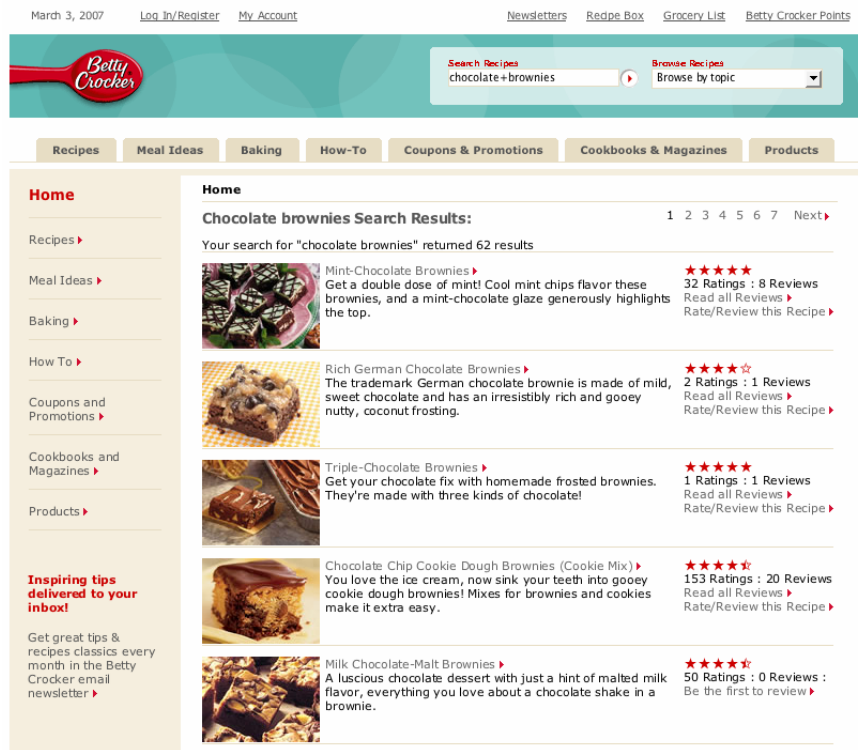 March 3, 2007
Log In/Register
My Account
Newsletters
Recipe Box
Grocery List
Betty Crocker Points
Betty
Crocker
Search Recipes
chocolate+brownies
Browse Recipes
Browse by topic
Recipes
Meal Ideas
Baking
How-To
Coupons & Promotions
Cookbooks & Magazines
Products
Home
Recipes
Meal Ideas
Baking
How To
Coupons and
Promotions
Cookbooks and
Magazines
Products
Inspiring tips
delivered to your
inbox!
Get great tips &
recipes classics every
month in the Betty
Crocker email
newsletter
Home
Chocolate brownies Search Results:
1 2 3 4 5 6 7 Next
Your search for "chocolate brownies" returned 62 results
Mint-Chocolate Brownies
Get a double dose of mint! Cool mint chips flavor these
brownies, and a mint-chocolate glaze generously highlights
the top.
32 Ratings : 8 Reviews
Read all Reviews
Rate/Review this Recipe
Rich German Chocolate Brownies
The trademark German chocolate brownie is made of mild,
sweet chocolate and has an irresistibly rich and gooey
nutty, coconut frosting.
2 Ratings : 1 Reviews
Read all Reviews
Rate/Review this Recipe
Triple-Chocolate Brownies
Get your chocolate fix with homemade frosted brownies.
They're made with three kinds of chocolate!
1 Ratings : 1 Reviews
Read all Reviews
Rate/Review this Recipe
Chocolate Chip Cookie Dough Brownies (Cookie Mix)
You love the ice cream, now sink your teeth into gooey
cookie dough brownies! Mixes for brownies and cookies
make it extra easy.
153 Ratings : 20 Reviews
Read all Reviews
Rate/Review this Recipe
Milk Chocolate-Malt Brownies
A luscious chocolate dessert with just a hint of malted milk
flavor, everything you love about a chocolate shake in a
brownie.
50 Ratings : 0 Reviews :
Be the first to review